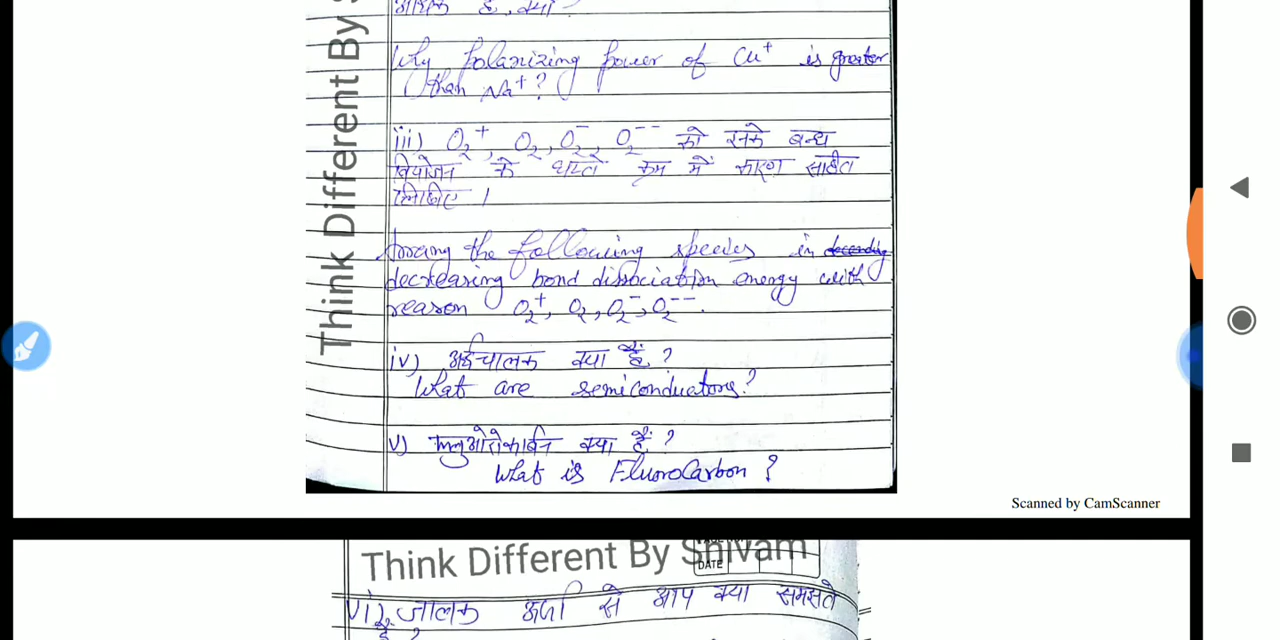 अधिक है, क्यों
Why polarizing power of Cu+ is greater
than Na+?
iii) O2+, O2, O2-, O2-- को इनके बन्ध
वियोजन के घटते क्रम में कारण सहित
लिखिए ।
the following species in decending
decreasing bond dissociation energy with
reason O2+, O2, O2-, O2--.
iv) अर्द्धचालक क्या हैं?
What are semiconductors?
v) फ्लुओरोकार्बन क्या हैं?
What is Fluorocarbon?
Think Different By S
Scanned by CamScanner
Think Different By Shivam
DATE
vi) जालक ऊर्जा से आप क्या समझते
हैं?